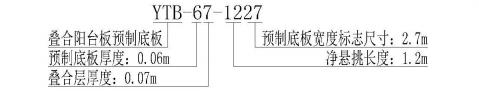 YTB-67-1227
叠合阳台板预制底板
预制底板宽度标志尺寸：2.7m
预制底板厚度：0.06m
净悬挑长度：1.2m
叠合层厚度：0.07m